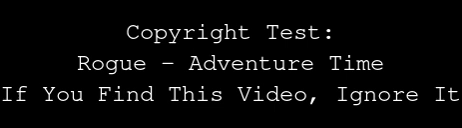 Copyright Test:
Rogue – Adventure Time
If You Find This Video, Ignore It